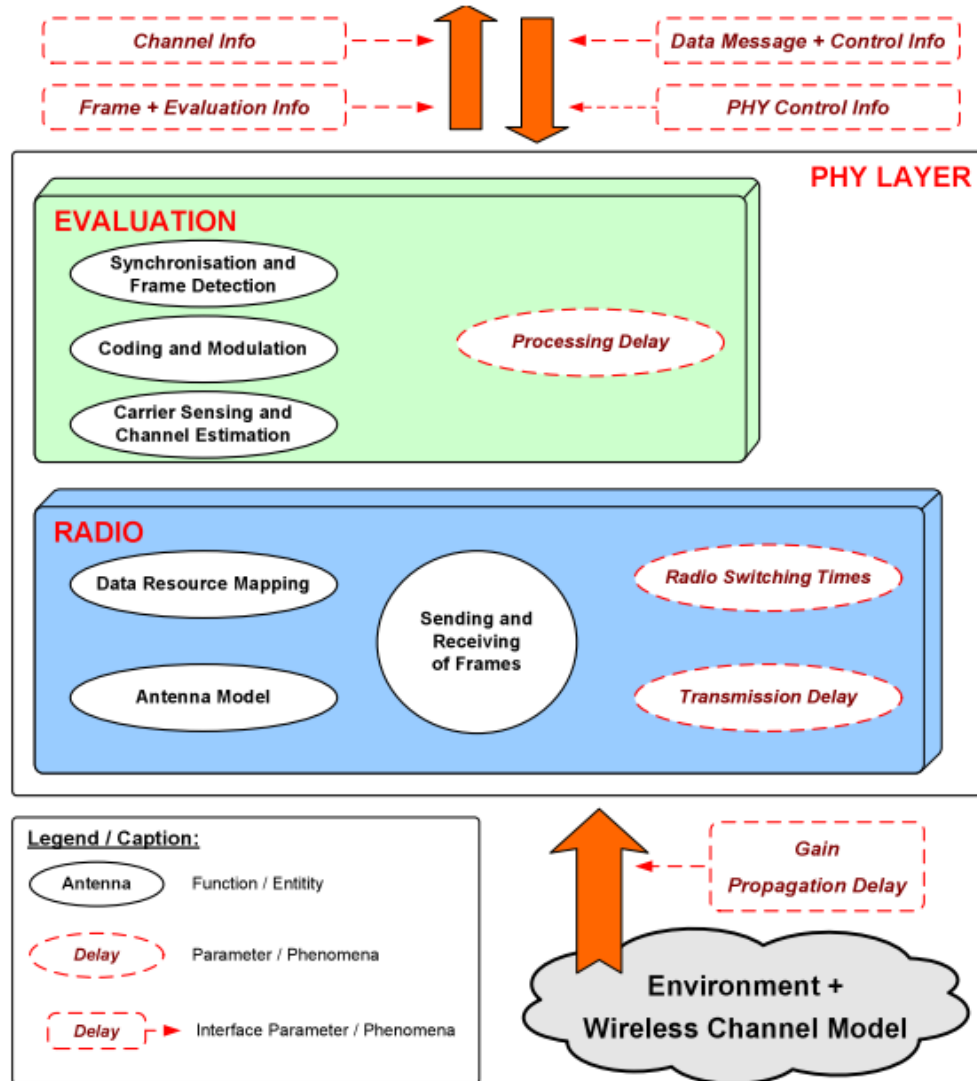 Channel Info
Data Message + Control Info
Frame + Evaluation Info
PHY Control Info
PHY LAYER
EVALUATION
Synchronisation and
Frame Detection
Coding and Modulation
Processing Delay
Carrier Sensing and
Channel Estimation
RADIO
Data Resource Mapping
Sending and
Receiving
of Frames
Radio Switching Times
Antenna Model
Transmission Delay
Legend / Caption:
Antenna
Function / Entitity
Delay
Parameter / Phenomena
Delay
Interface Parameter / Phenomena
Gain
Propagation Delay
Environment +
Wireless Channel Model